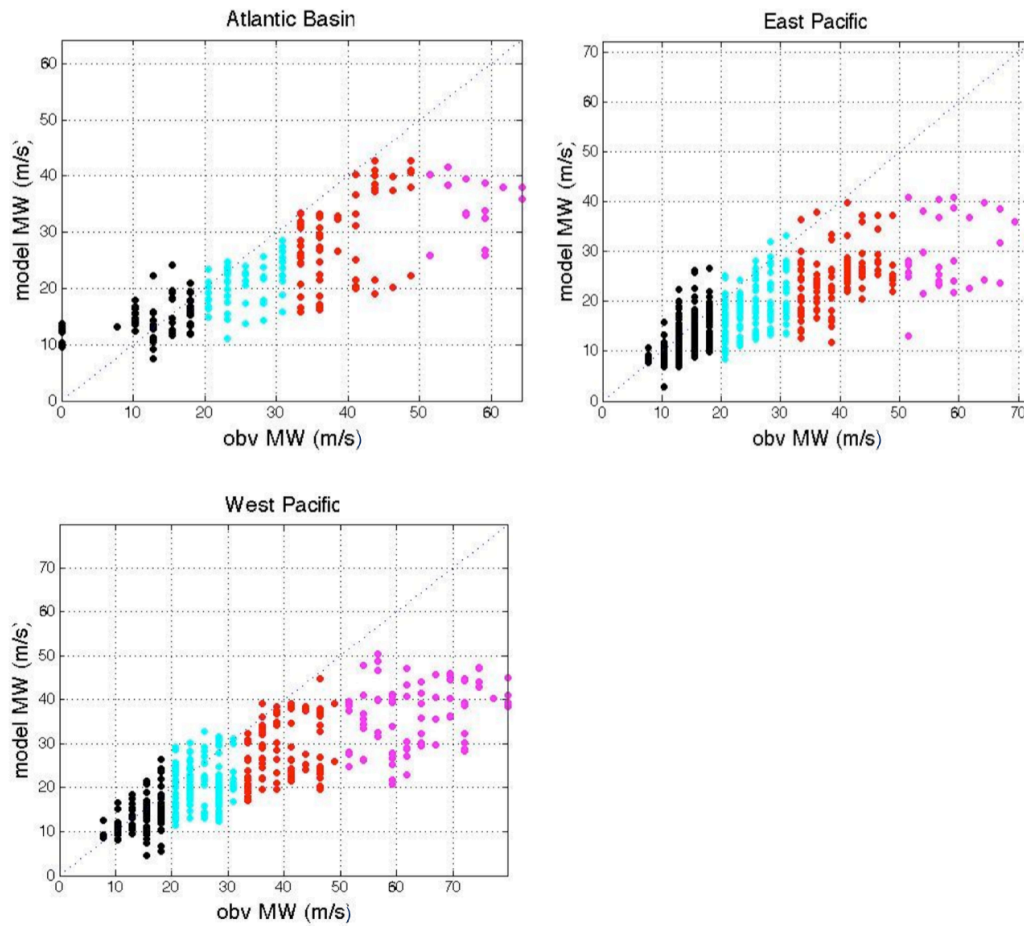 Atlantic Basin
model MW (m/s)
60
50
40
30
20
10
0
0 10 20 30 40 50 60
obv MW (m/s)
East Pacific
model MW (m/s)
70
60
50
40
30
20
10
0
0 10 20 30 40 50 60 70
obv MW (m/s)
West Pacific
model MW (m/s)
70
60
50
40
30
20
10
0
0 10 20 30 40 50 60 70
obv MW (m/s)